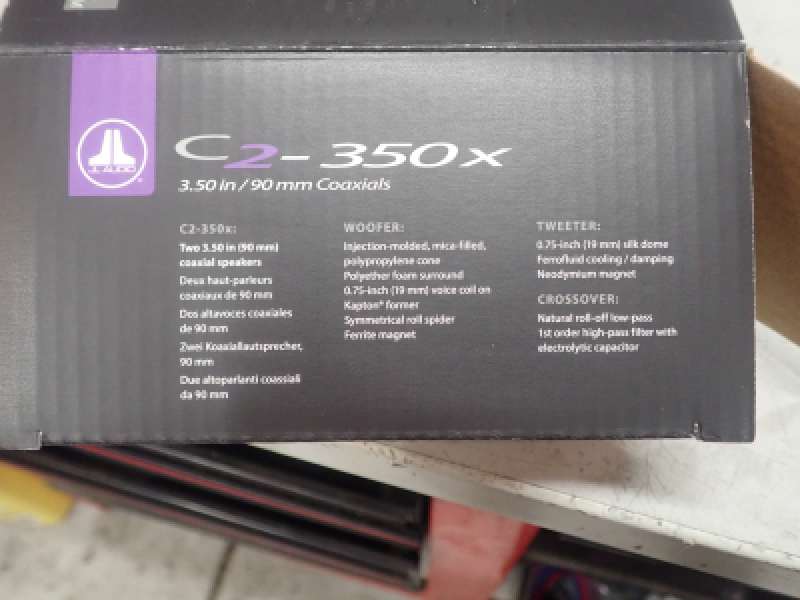 JL AUDIO
C2-350x
3.50 in / 90 mm Coaxials
C2-350x:
Two 3.50 in (90 mm)
coaxial speakers
Deux haut-parleurs
coaxiaux de 90 mm
Dos altavoces coaxiales
de 90 mm
Zwei Koaxiallautsprecher,
90 mm
Due altoparlanti coassiali
da 90 mm
WOOFER:
Injection-molded, mica-filled,
polypropylene cone
Polyether foam surround
0.75-inch (19 mm) voice coil on
Kapton® former
Symmetrical roll spider
Ferrite magnet
TWEETER:
0.75-inch (19 mm) silk dome
Ferrofluid cooling / damping
Neodymium magnet
CROSSOVER:
Natural roll-off low-pass
1st order high-pass filter with
electrolytic capacitor